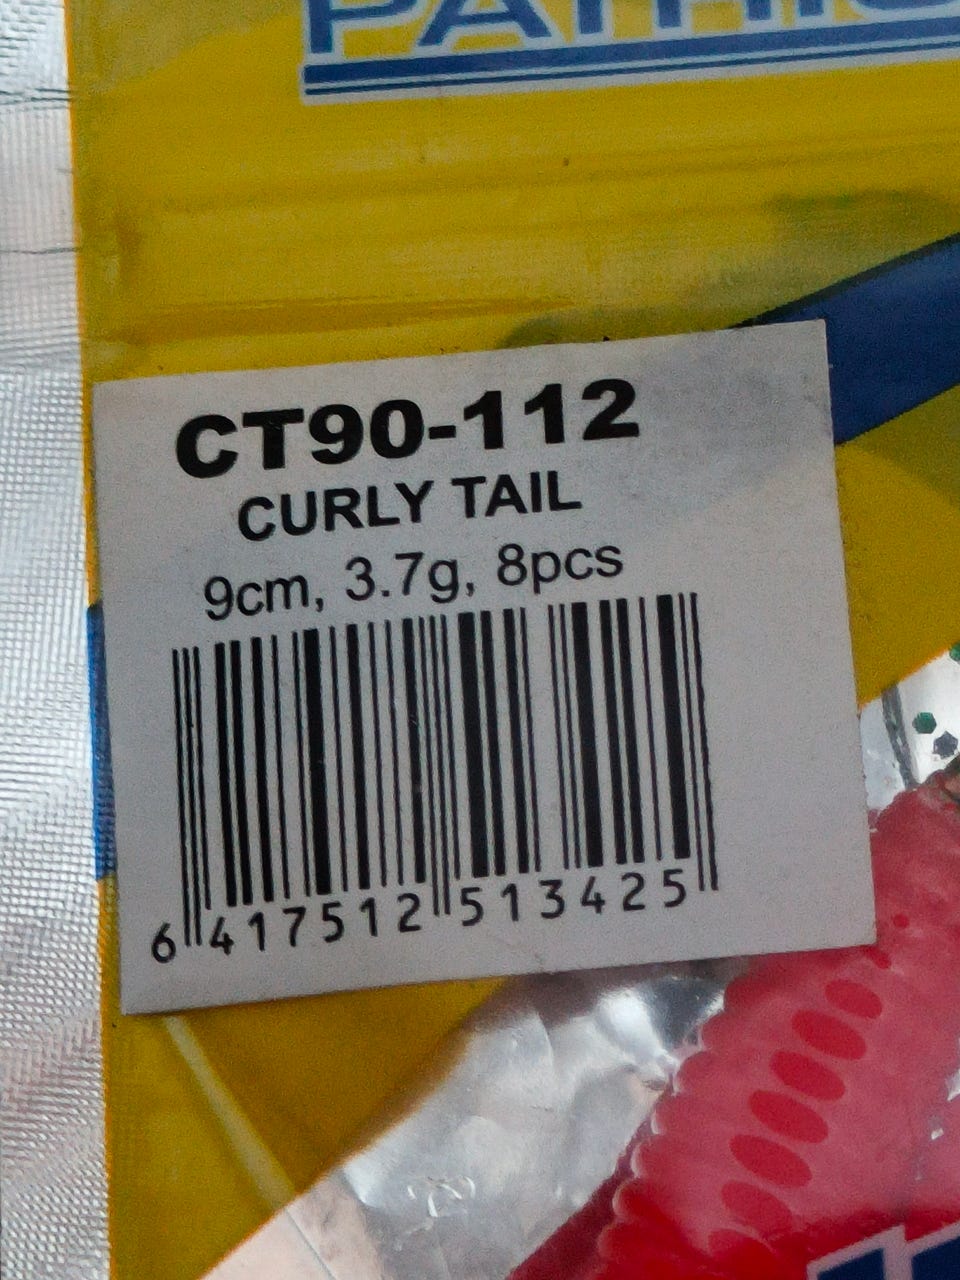 CT90-112
CURLY TAIL
9cm, 3.7g, 8pcs
6 417512 513425